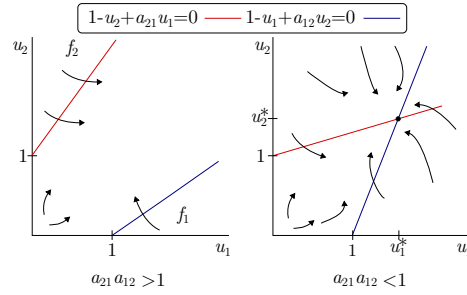 1-u₂+a₂₁u₁=0 1-u₁+a₁₂u₂=0
u₂ f₂ u₂
u₂*
1 1
f₁
1 u₁ 1 u₁* u
a₂₁a₁₂>1 a₂₁a₁₂<1